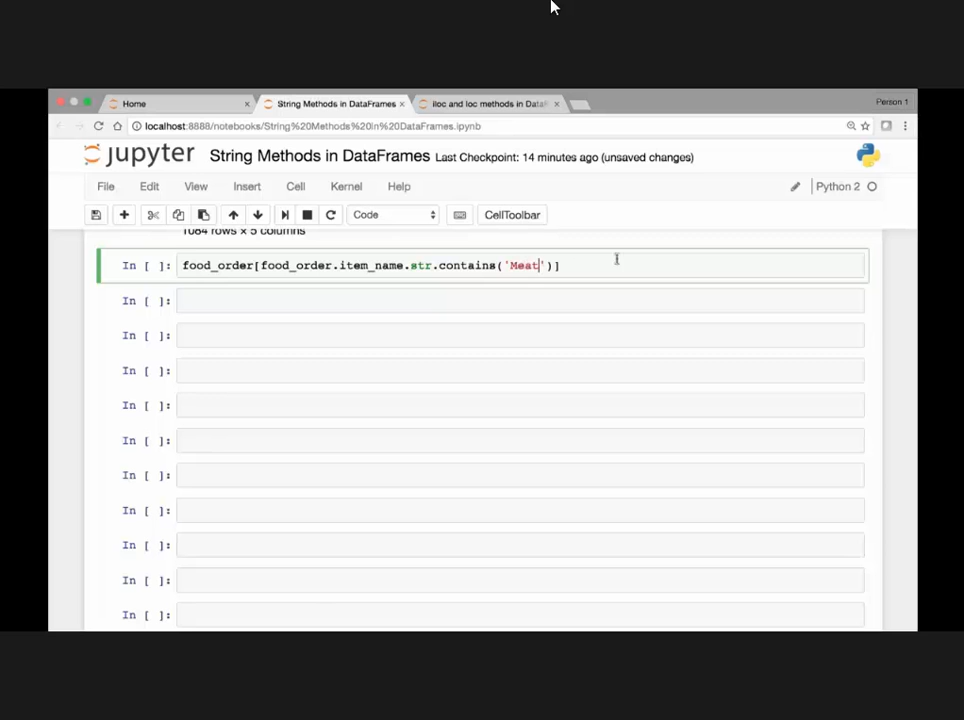 Home
String Methods in DataFrames
iloc and loc methods in DataF
Person 1
localhost:8888/notebooks/String%20Methods%20In%20DataFrames.ipynb
jupyter String Methods in DataFrames Last Checkpoint: 14 minutes ago (unsaved changes)
File Edit View Insert Cell Kernel Help Python 2
Code CellToolbar
1084 rows × 5 columns
In [ ]: food_order[food_order.item_name.str.contains('Meat')]
In [ ]:
In [ ]:
In [ ]:
In [ ]:
In [ ]:
In [ ]:
In [ ]:
In [ ]:
In [ ]:
In [ ]: